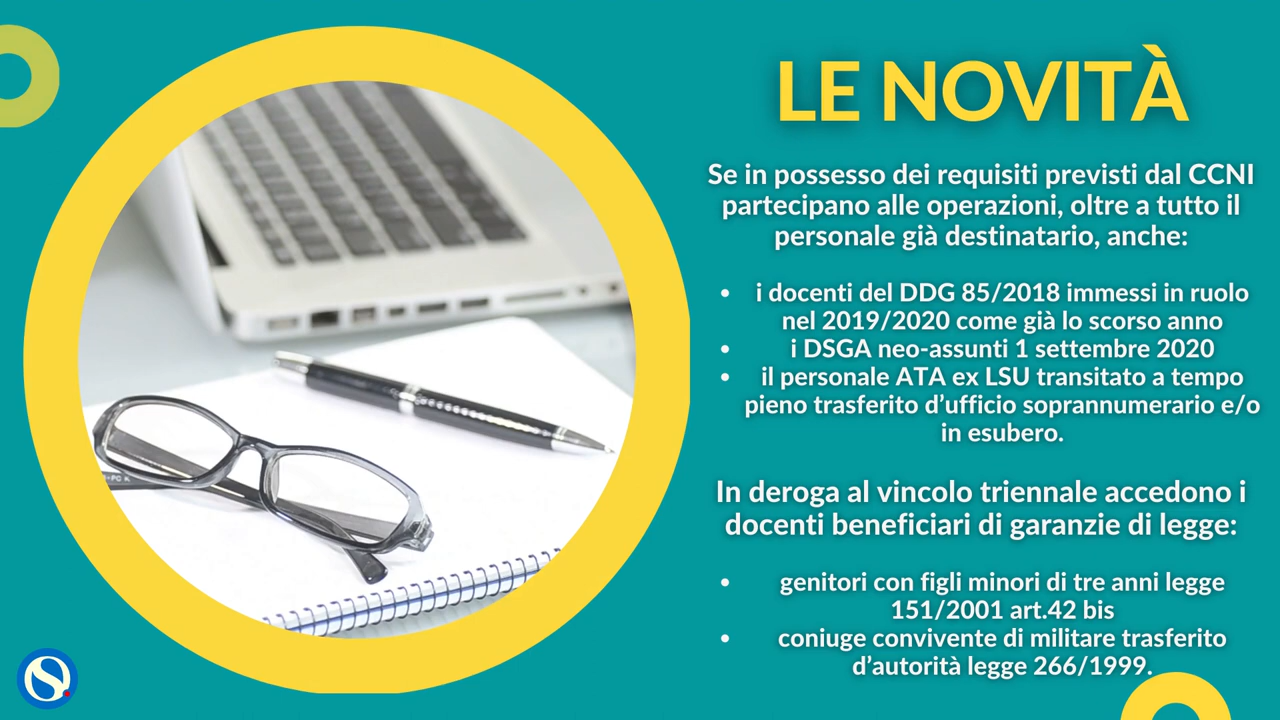 LE NOVITÀ
Se in possesso dei requisiti previsti dal CCNI
partecipano alle operazioni, oltre a tutto il
personale già destinatario, anche:
• i docenti del DDG 85/2018 immessi in ruolo
nel 2019/2020 come già lo scorso anno
• i DSGA neo-assunti 1 settembre 2020
• il personale ATA ex LSU transitato a tempo
pieno trasferito d’ufficio soprannumerario e/o
in esubero.
In deroga al vincolo triennale accedono i
docenti beneficiari di garanzie di legge:
• genitori con figli minori di tre anni legge
151/2001 art.42 bis
• coniuge convivente di militare trasferito
d’autorità legge 266/1999.
S